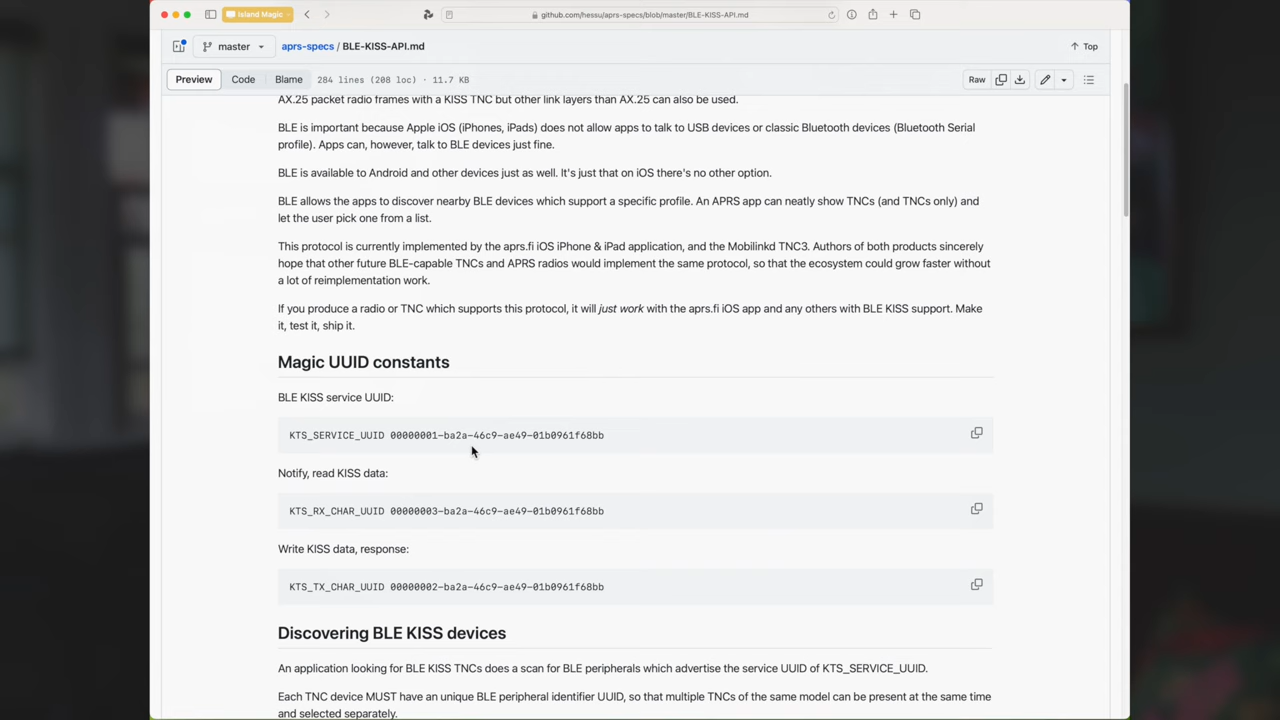 Island Magic
github.com/hessu/aprs-specs/blob/master/BLE-KISS-API.md
master
aprs-specs / BLE-KISS-API.md
Top
Preview Code Blame 284 lines (208 loc) · 11.7 KB
Raw
AX.25 packet radio frames with a KISS TNC but other link layers than AX.25 can also be used.
BLE is important because Apple iOS (iPhones, iPads) does not allow apps to talk to USB devices or classic Bluetooth devices (Bluetooth Serial
profile). Apps can, however, talk to BLE devices just fine.
BLE is available to Android and other devices just as well. It's just that on iOS there's no other option.
BLE allows the apps to discover nearby BLE devices which support a specific profile. An APRS app can neatly show TNCs (and TNCs only) and
let the user pick one from a list.
This protocol is currently implemented by the aprs.fi iOS iPhone & iPad application, and the Mobilinkd TNC3. Authors of both products sincerely
hope that other future BLE-capable TNCs and APRS radios would implement the same protocol, so that the ecosystem could grow faster without
a lot of reimplementation work.
If you produce a radio or TNC which supports this protocol, it will just work with the aprs.fi iOS app and any others with BLE KISS support. Make
it, test it, ship it.
Magic UUID constants
BLE KISS service UUID:
KTS_SERVICE_UUID 00000001-ba2a-46c9-ae49-01b0961f68bb
Notify, read KISS data:
KTS_RX_CHAR_UUID 00000003-ba2a-46c9-ae49-01b0961f68bb
Write KISS data, response:
KTS_TX_CHAR_UUID 00000002-ba2a-46c9-ae49-01b0961f68bb
Discovering BLE KISS devices
An application looking for BLE KISS TNCs does a scan for BLE peripherals which advertise the service UUID of KTS_SERVICE_UUID.
Each TNC device MUST have an unique BLE peripheral identifier UUID, so that multiple TNCs of the same model can be present at the same time
and selected separately.